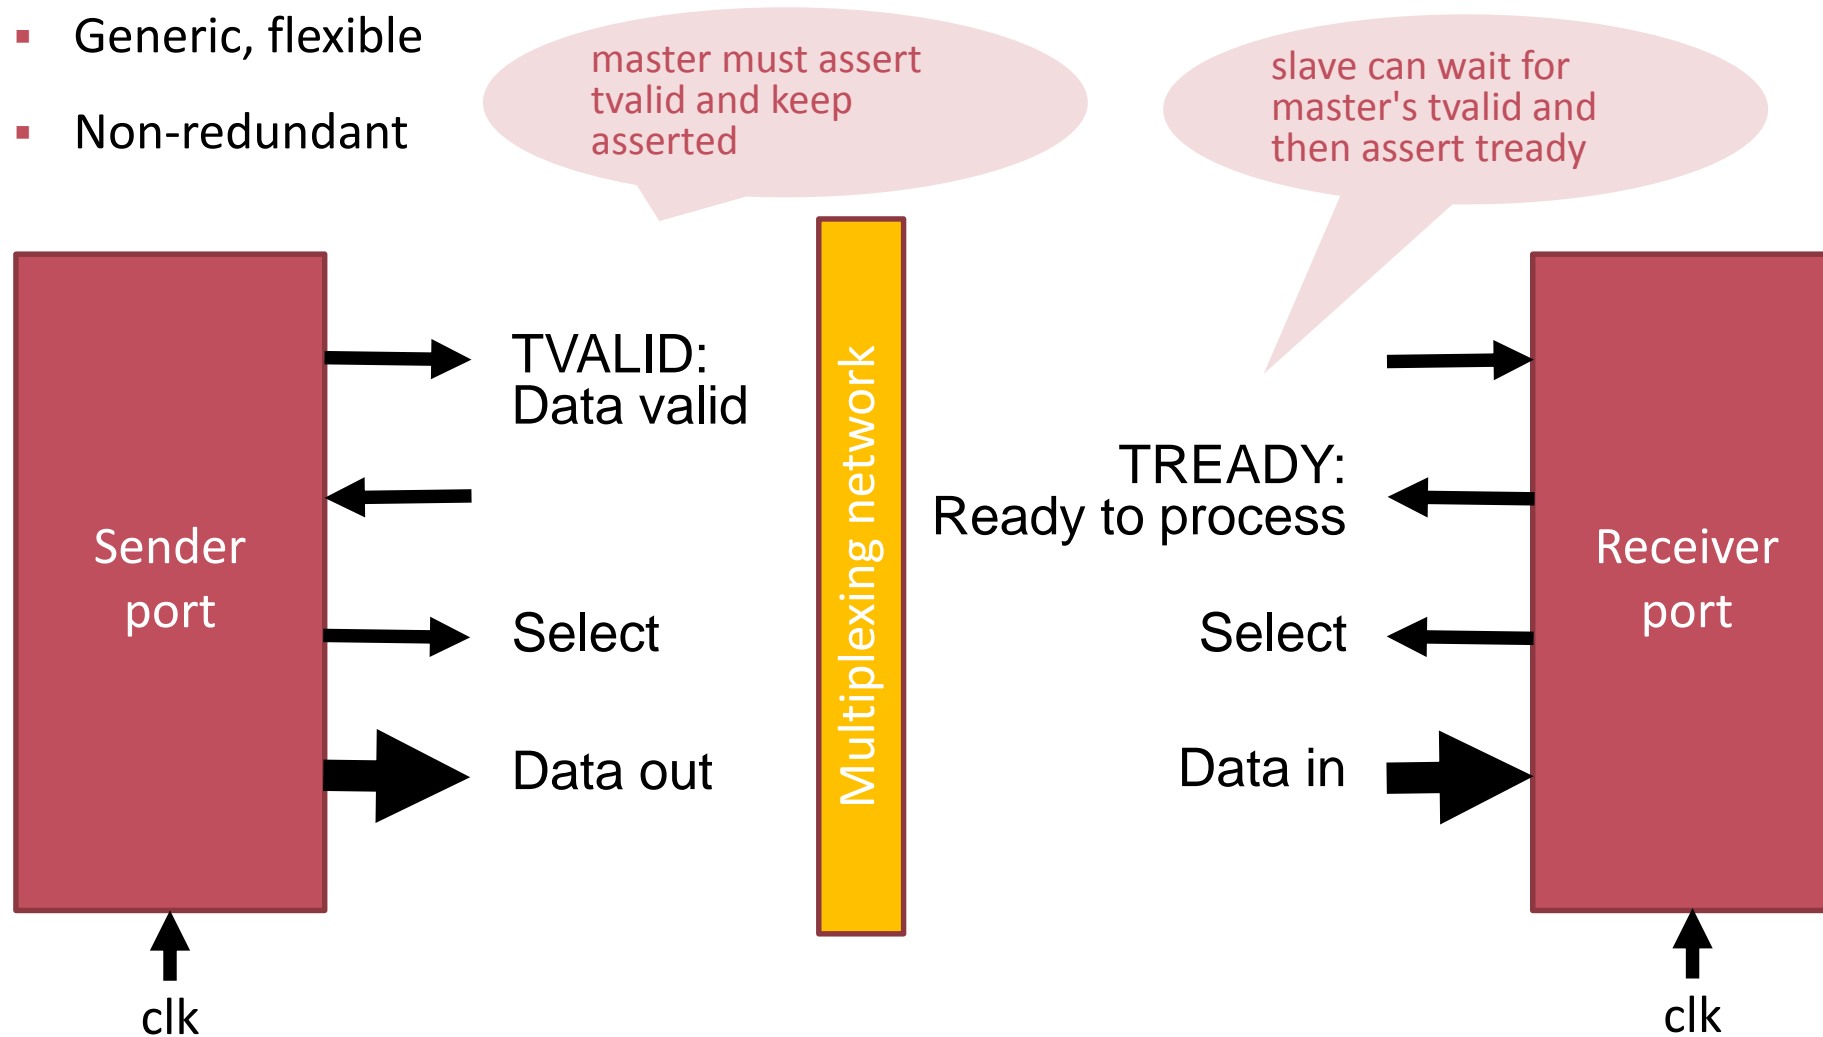 ▪ Generic, flexible
▪ Non-redundant
master must assert
tvalid and keep
asserted
slave can wait for
master's tvalid and
then assert tready
Sender
port
TVALID:
Data valid
Select
Data out
Multiplexing network
TREADY:
Ready to process
Select
Data in
Receiver
port
clk
clk